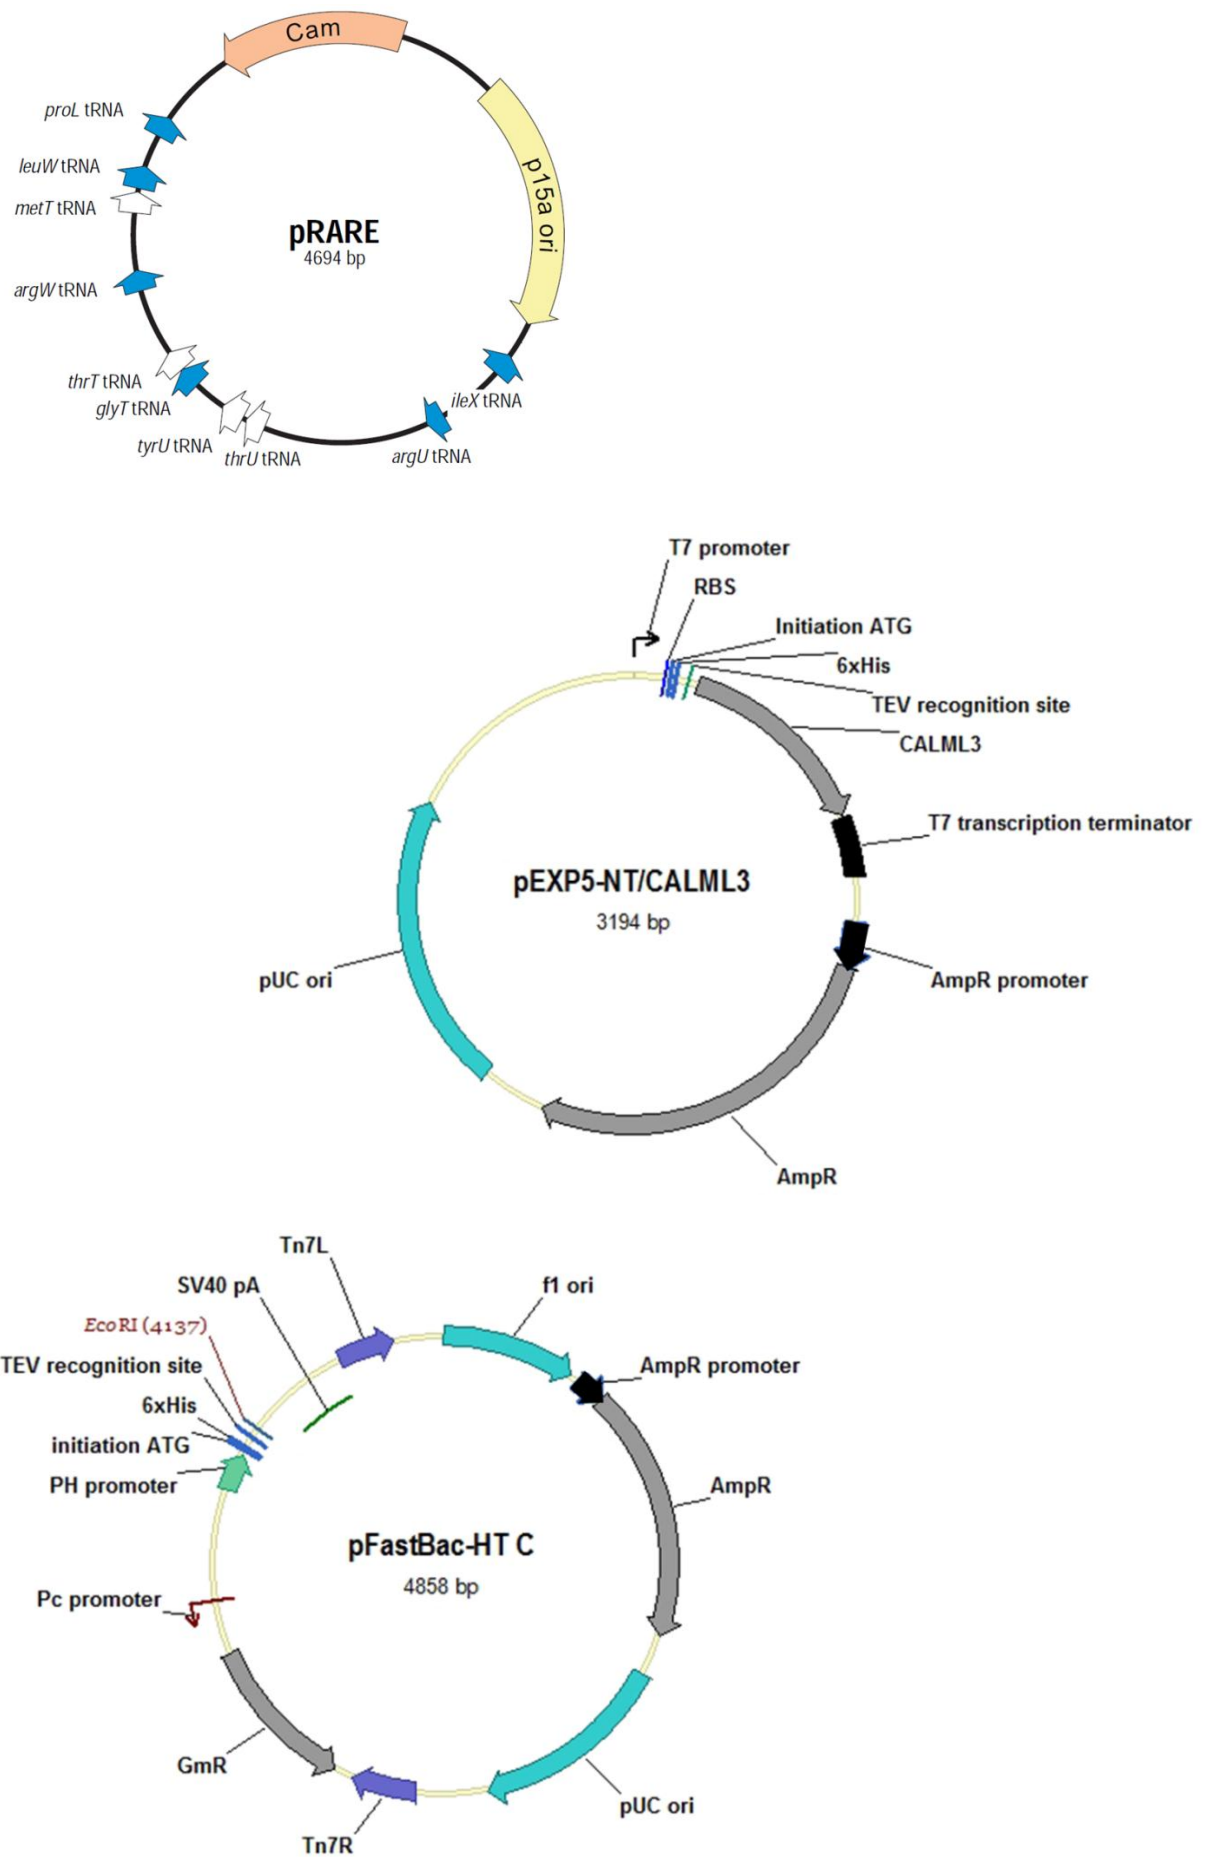 Cam
proL tRNA
leuW tRNA
metT tRNA
p15a ori
pRARE
4694 bp
argW tRNA
thrT tRNA
glyT tRNA
ileX tRNA
tyrU tRNA
thrU tRNA
argU tRNA
T7 promoter
RBS
Initiation ATG
6xHis
TEV recognition site
CALML3
T7 transcription terminator
pEXP5-NT/CALML3
3194 bp
pUC ori
AmpR promoter
AmpR
Tn7L
SV40 pA
f1 ori
EcoRI (4137)
TEV recognition site
AmpR promoter
6xHis
initiation ATG
PH promoter
AmpR
pFastBac-HT C
4858 bp
Pc promoter
GmR
pUC ori
Tn7R